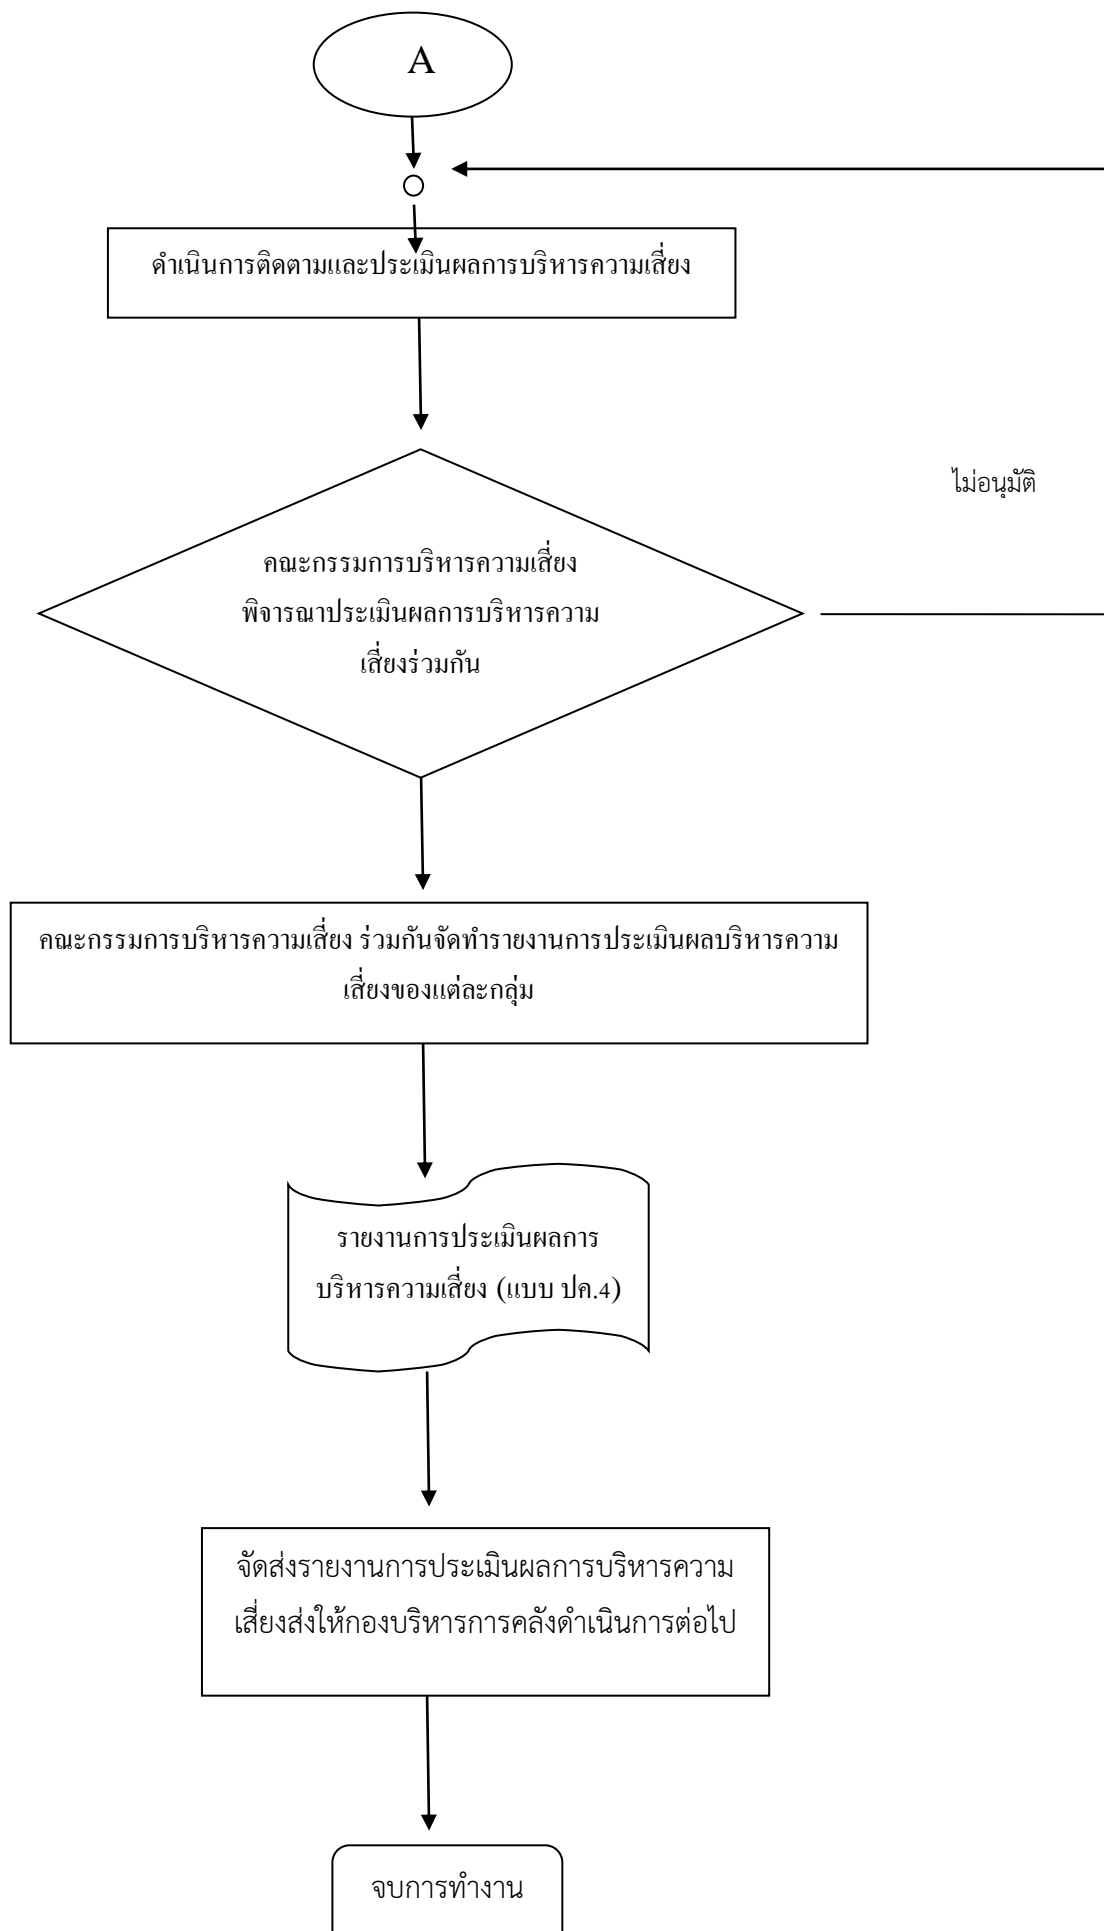 A
ดำเนินการติดตามและประเมินผลการบริหารความเสี่ยง
ไม่อนุมัติ
คณะกรรมการบริหารความเสี่ยง
พิจารณาประเมินผลการบริหารความ
เสี่ยงร่วมกัน
คณะกรรมการบริหารความเสี่ยง ร่วมกันจัดทำรายงานการประเมินผลบริหารความ
เสี่ยงของแต่ละกลุ่ม
รายงานการประเมินผลการ
บริหารความเสี่ยง (แบบ ปค.4)
จัดส่งรายงานการประเมินผลการบริหารความ
เสี่ยงส่งให้กองบริหารการคลังดำเนินการต่อไป
จบการทำงาน